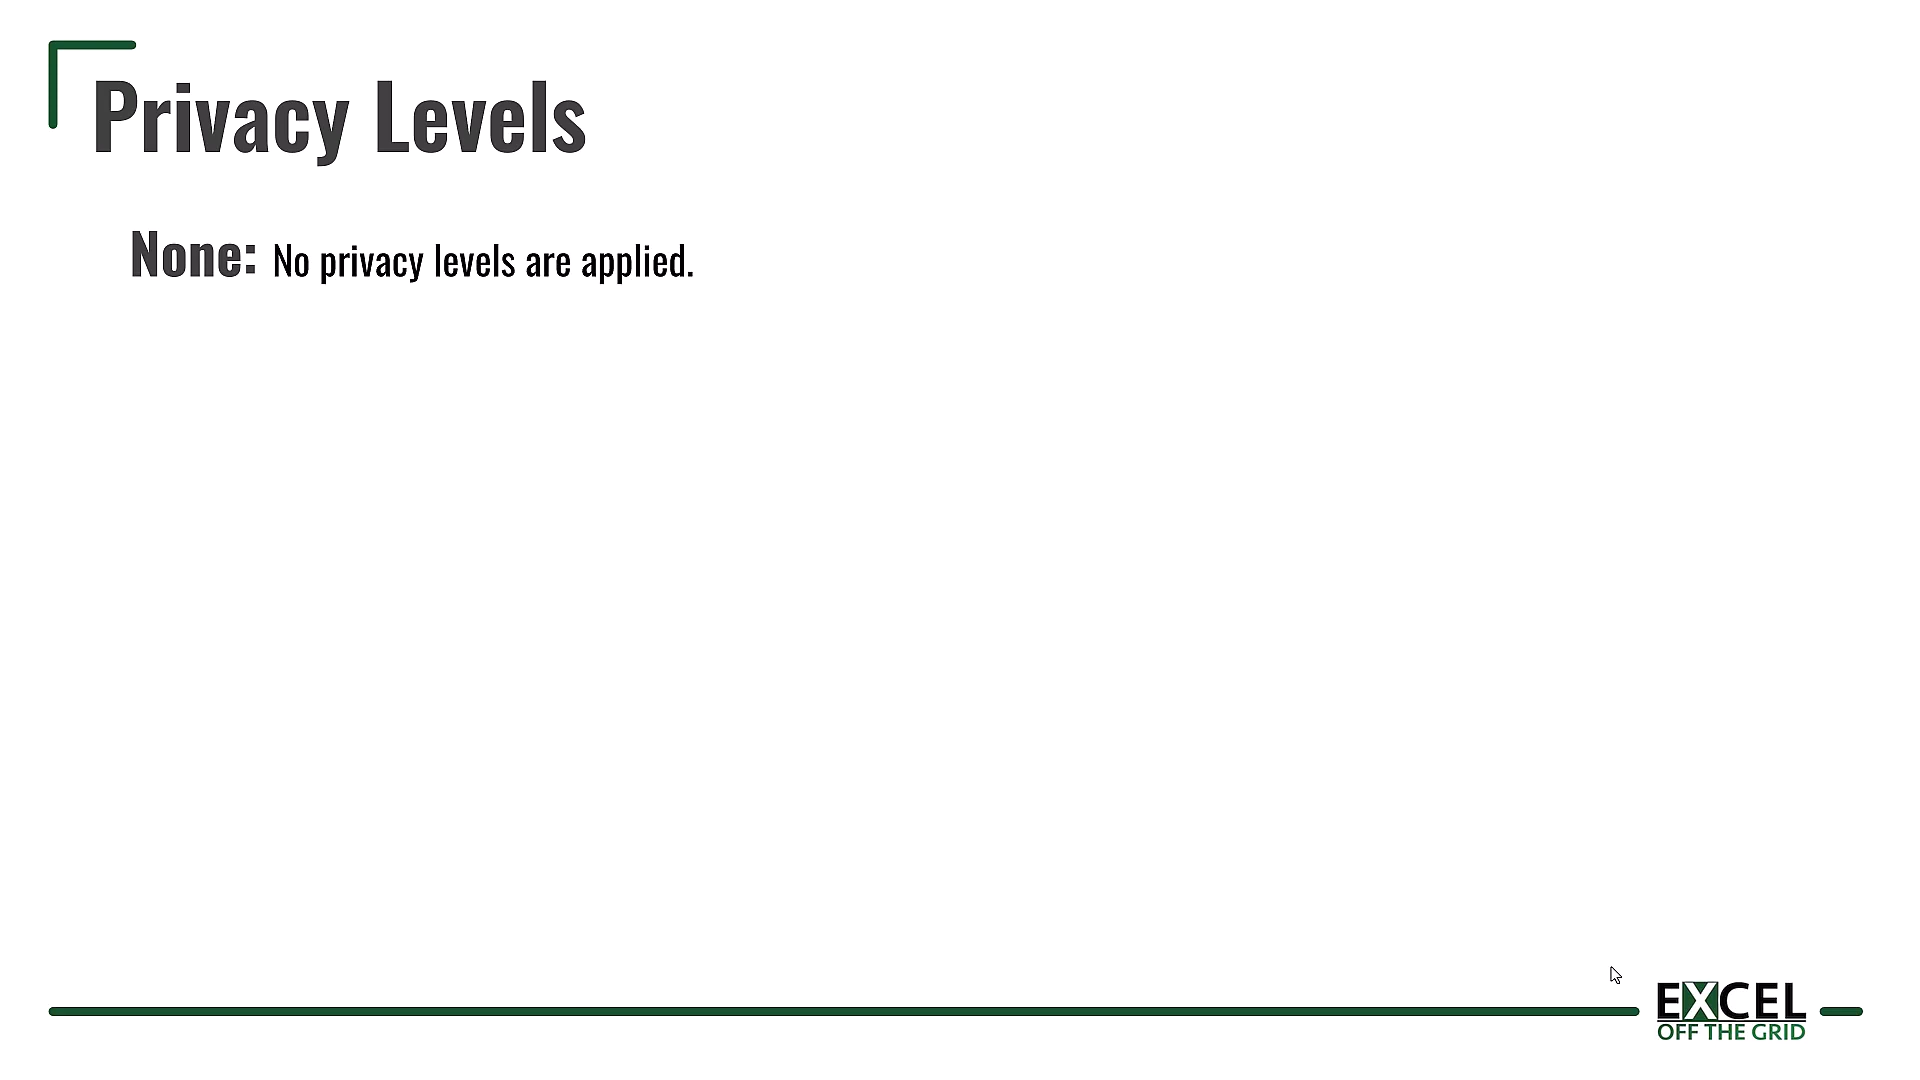 Privacy Levels
None: No privacy levels are applied.
EXCEL
OFF THE GRID